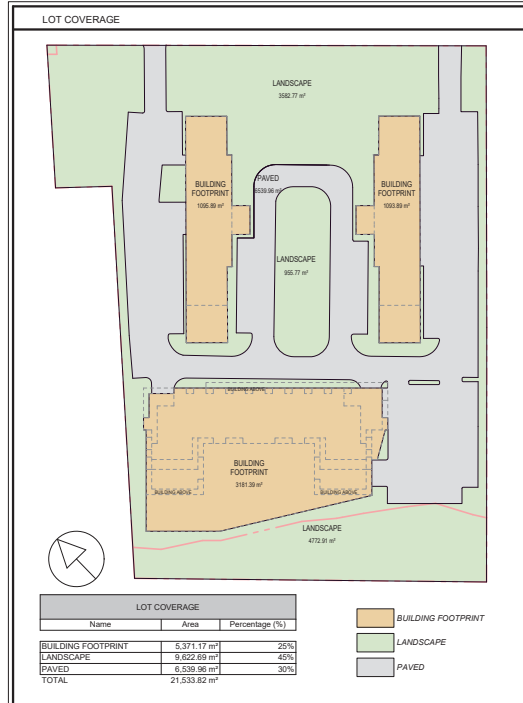 LOT COVERAGE
LANDSCAPE
3582.77 m²
BUILDING
FOOTPRINT
1095.89 m²
PAVED
6539.96 m²
BUILDING
FOOTPRINT
1093.89 m²
LANDSCAPE
955.77 m²
BUILDING ABOVE
BUILDING
FOOTPRINT
3181.39 m²
BUILDING ABOVE
BUILDING ABOVE
LANDSCAPE
4772.91 m²
LOT COVERAGE
Name Area Percentage (%)
BUILDING FOOTPRINT 5,371.17 m² 25%
LANDSCAPE 9,622.69 m² 45%
PAVED 6,539.96 m² 30%
TOTAL 21,533.82 m²
BUILDING FOOTPRINT
LANDSCAPE
PAVED